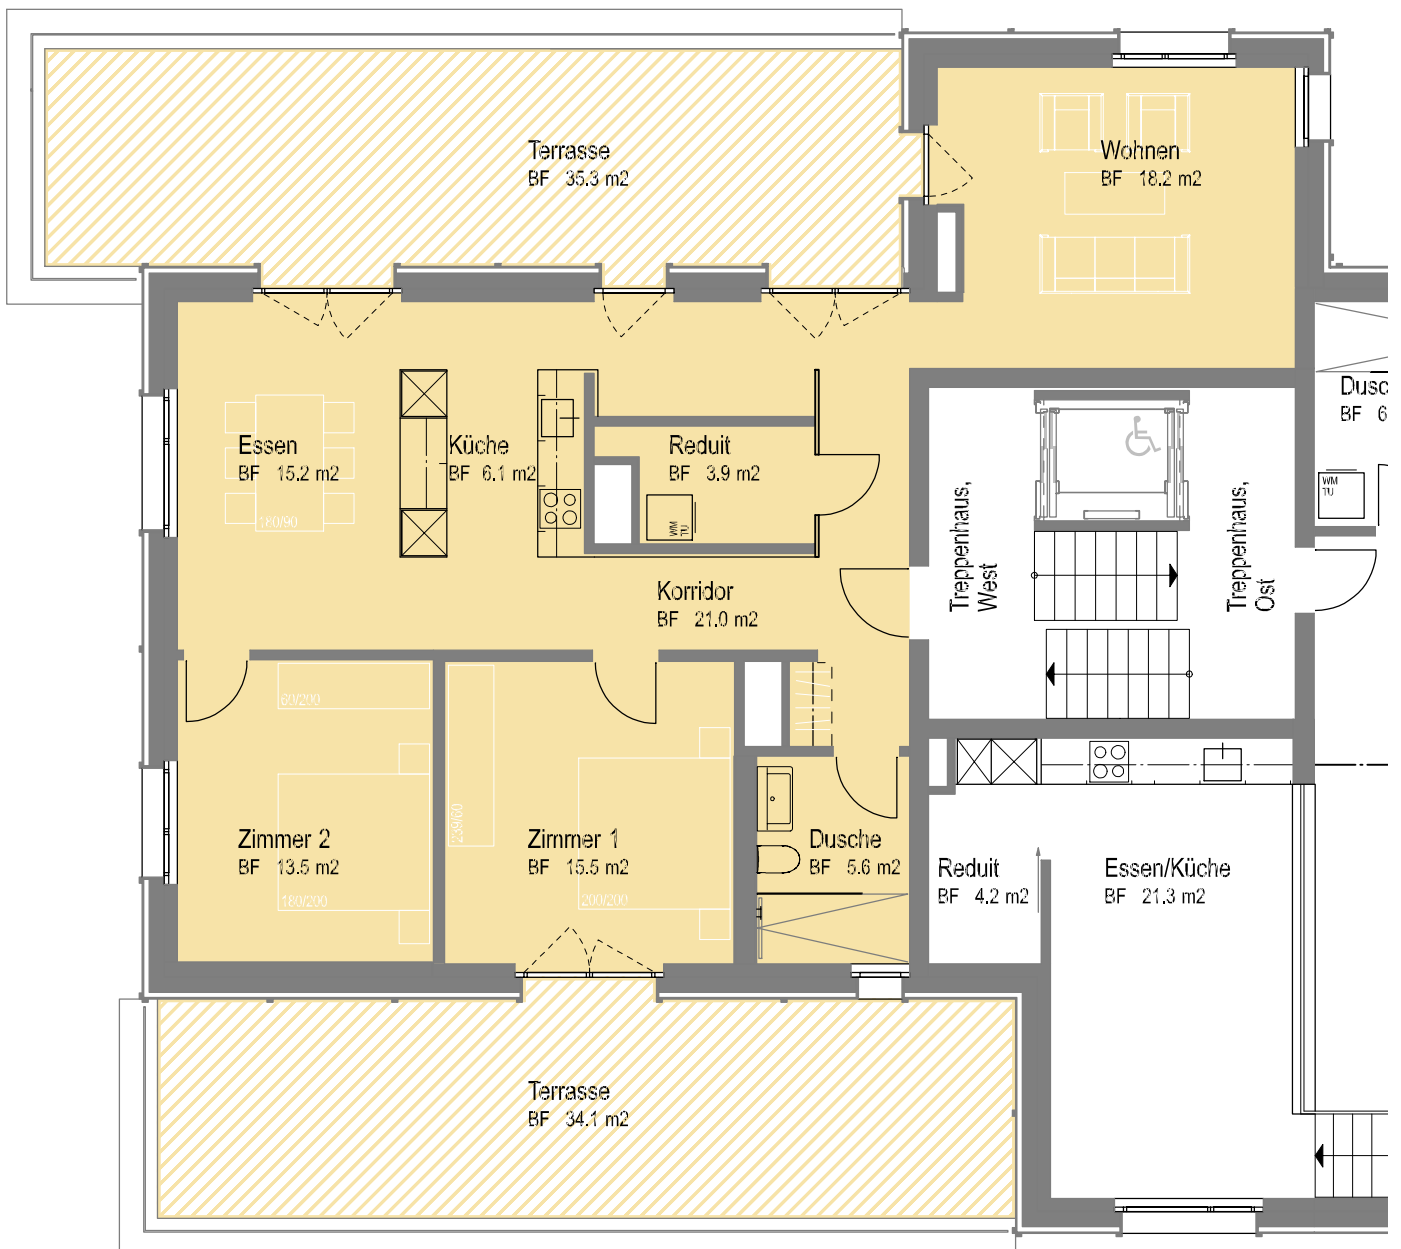 Terrasse
BF 35.3 m2
Wohnen
BF 18.2 m2
Essen
BF 15.2 m2
180/90
Küche
BF 6.1 m2
Reduit
BF 3.9 m2
WM
TU
Korridor
BF 21.0 m2
Treppenhaus,
West
Treppenhaus,
Ost
Dusc
BF 6
WM
TU
60/200
Zimmer 2
BF 13.5 m2
180/200
239/60
Zimmer 1
BF 15.5 m2
200/200
Dusche
BF 5.6 m2
Reduit
BF 4.2 m2
Essen/Küche
BF 21.3 m2
Terrasse
BF 34.1 m2